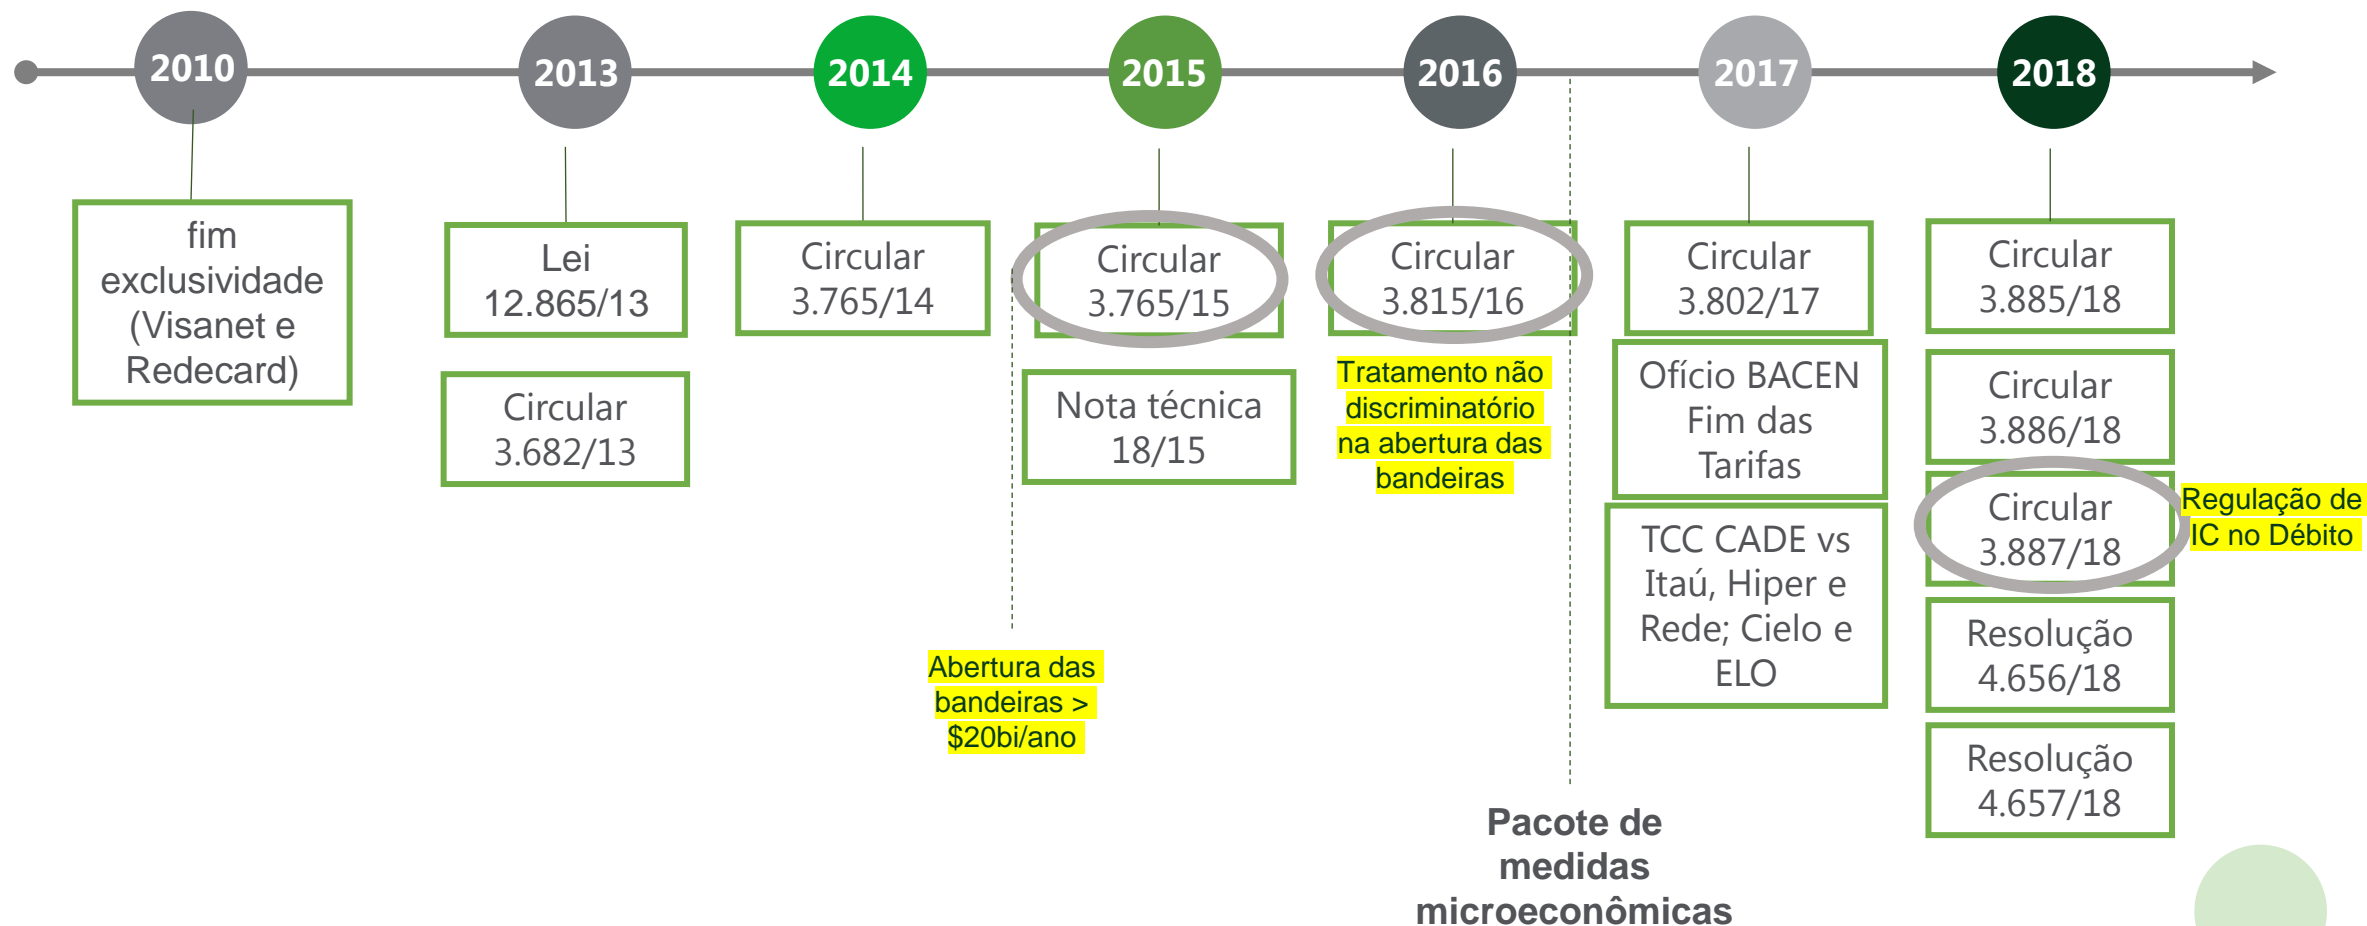 2010
2013
2014
2015
2016
2017
2018
fim
exclusividade
(Visanet e
Redecard)
Lei
12.865/13
Circular
3.682/13
Circular
3.765/14
Abertura das
bandeiras >
$20bi/ano
Circular
3.765/15
Nota técnica
18/15
Circular
3.815/16
Tratamento não
discriminatório
na abertura das
bandeiras
Pacote de
medidas
microeconômicas
Circular
3.802/17
Ofício BACEN
Fim das
Tarifas
TCC CADE vs
Itaú, Hiper e
Rede; Cielo e
ELO
Circular
3.885/18
Circular
3.886/18
Circular
3.887/18
Regulação de
IC no Débito
Resolução
4.656/18
Resolução
4.657/18